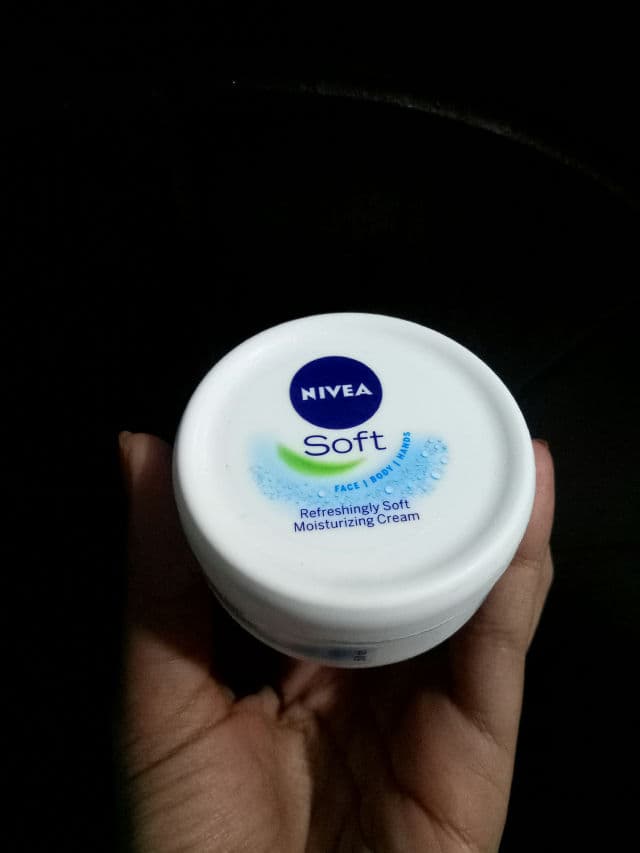 NIVEA
Soft
FACE | BODY | HANDS
Refreshingly Soft
Moisturizing Cream